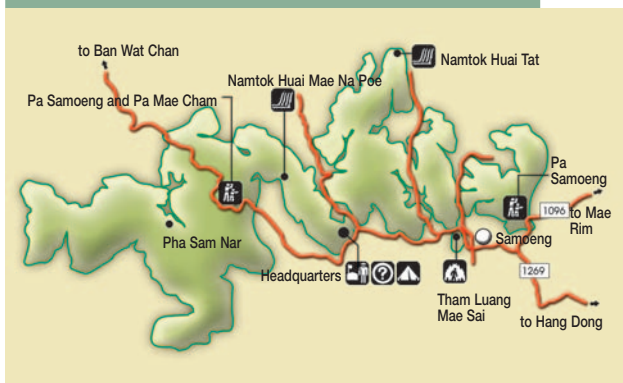 to Ban Wat Chan
Namtok Huai Tat
Namtok Huai Mae Na Poe
Pa Samoeng and Pa Mae Cham
Pa
Samoeng
1096
to Mae
Rim
Pha Sam Nar
Samoeng
Headquarters
?
1269
Tham Luang
Mae Sai
to Hang Dong